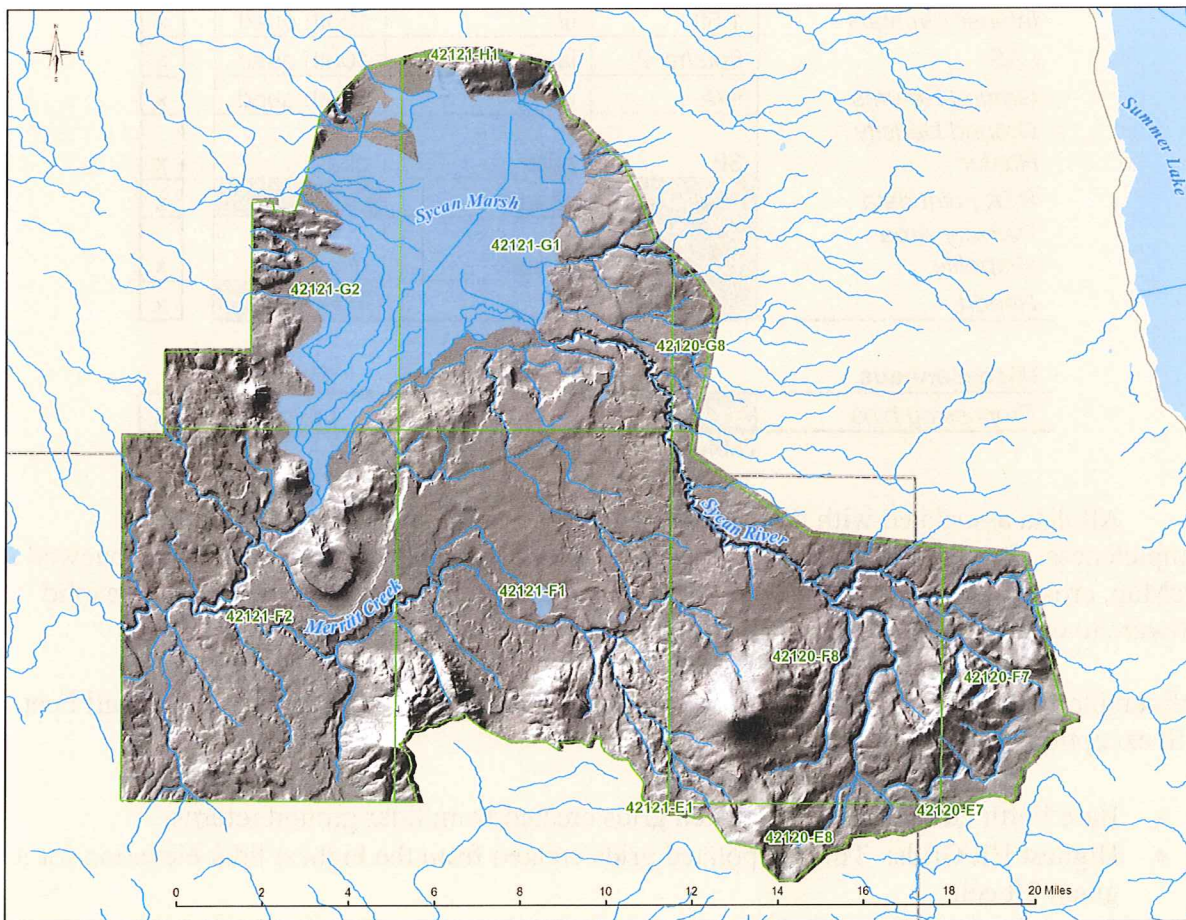 42121-H1
Summer Lake
Sycan Marsh
42121-G1
42121-G2
42120-G8
Sycan River
42121-F1
Merritt Creek
42121-F2
42120-F8
42120-F7
42121-E1
42120-E7
42120-E8
0 2 4 6 8 10 12 14 16 18 20 Miles